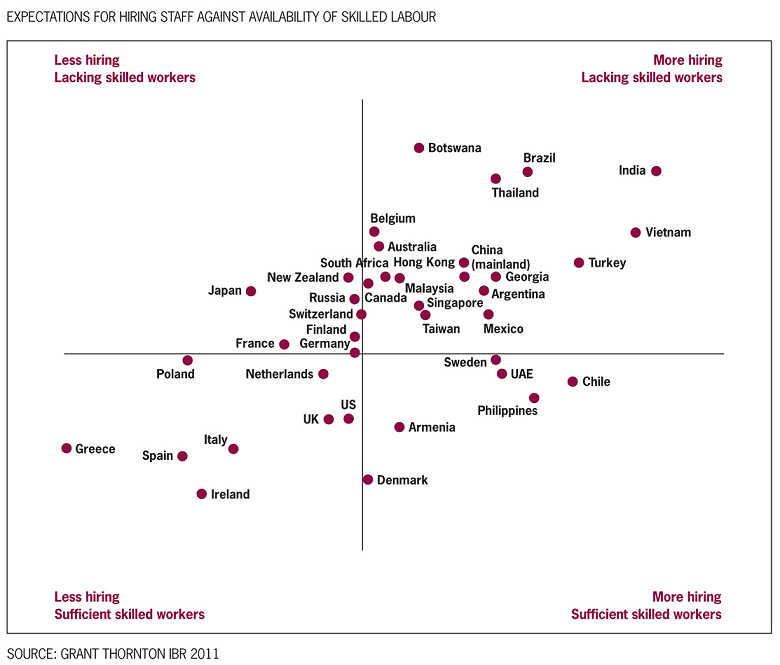 EXPECTATIONS FOR HIRING STAFF AGAINST AVAILABILITY OF SKILLED LABOUR
Less hiring
Lacking skilled workers
More hiring
Lacking skilled workers
Botswana
Brazil
India
Thailand
Belgium
Vietnam
Australia
China
(mainland)
South Africa
Hong Kong
Turkey
New Zealand
Georgia
Japan
Malaysia
Argentina
Russia
Canada
Singapore
Switzerland
Taiwan
Mexico
Finland
France
Germany
Sweden
Poland
Netherlands
UAE
Chile
US
Philippines
UK
Armenia
Italy
Greece
Spain
Denmark
Ireland
Less hiring
Sufficient skilled workers
More hiring
Sufficient skilled workers
SOURCE: GRANT THORNTON IBR 2011